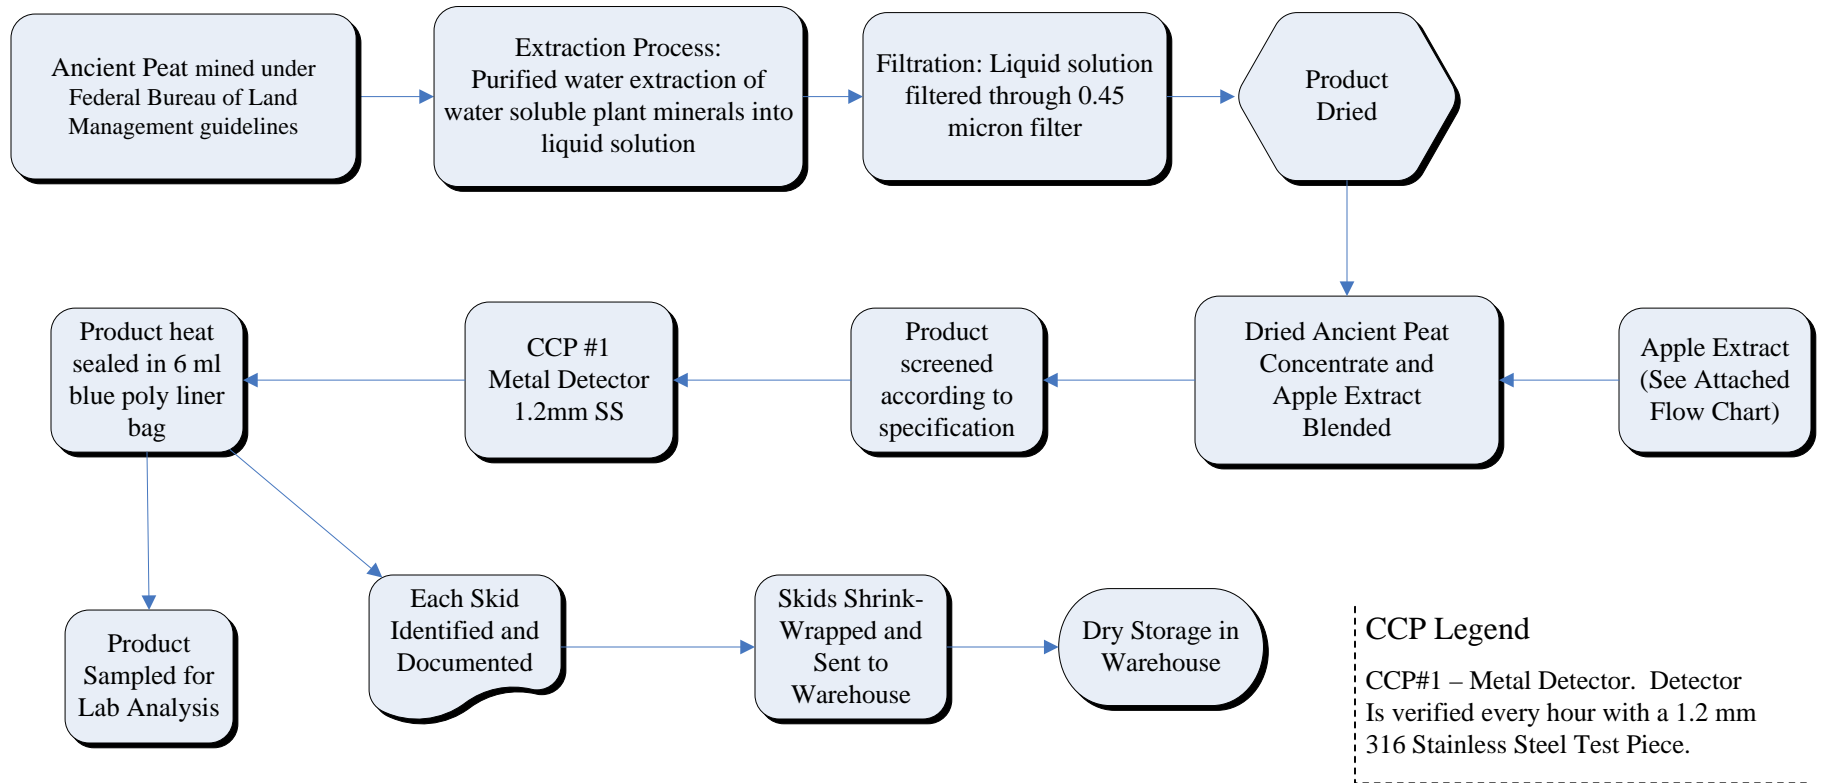 Ancient Peat mined under
Federal Bureau of Land
Management guidelines
Extraction Process:
Purified water extraction of
water soluble plant minerals into
liquid solution
Filtration: Liquid solution
filtered through 0.45
micron filter
Product
Dried
Product heat
sealed in 6 ml
blue poly liner
bag
CCP #1
Metal Detector
1.2mm SS
Product
screened
according to
specification
Dried Ancient Peat
Concentrate and
Apple Extract
Blended
Apple Extract
(See Attached
Flow Chart)
Product
Sampled for
Lab Analysis
Each Skid
Identified and
Documented
Skids Shrink-
Wrapped and
Sent to
Warehouse
Dry Storage in
Warehouse
CCP Legend
CCP#1 – Metal Detector.  Detector
Is verified every hour with a 1.2 mm
316 Stainless Steel Test Piece.